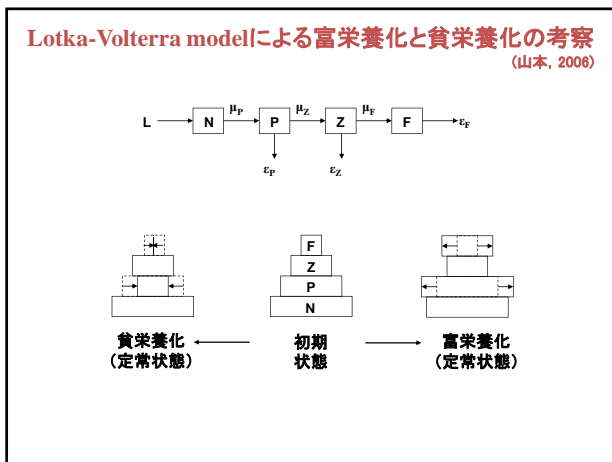 Lotka-Volterra modelによる富栄養化と貧栄養化の考察
(山本, 2006)
L N μP P μZ Z μF F εF
εP εZ
F
Z
P
N
貧栄養化
(定常状態)
初期
状態
富栄養化
(定常状態)